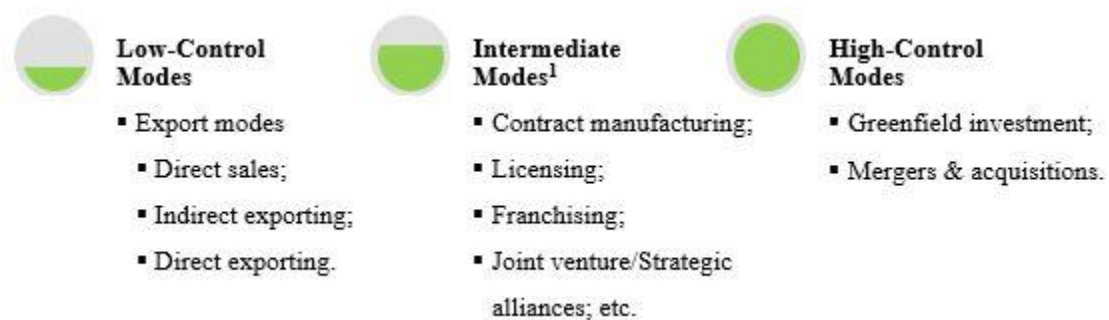 Low-Control
Modes
▪ Export modes
▪ Direct sales;
▪ Indirect exporting;
▪ Direct exporting.
Intermediate
Modes¹
▪ Contract manufacturing;
▪ Licensing;
▪ Franchising;
▪ Joint venture/Strategic
alliances; etc.
High-Control
Modes
▪ Greenfield investment;
▪ Mergers & acquisitions.